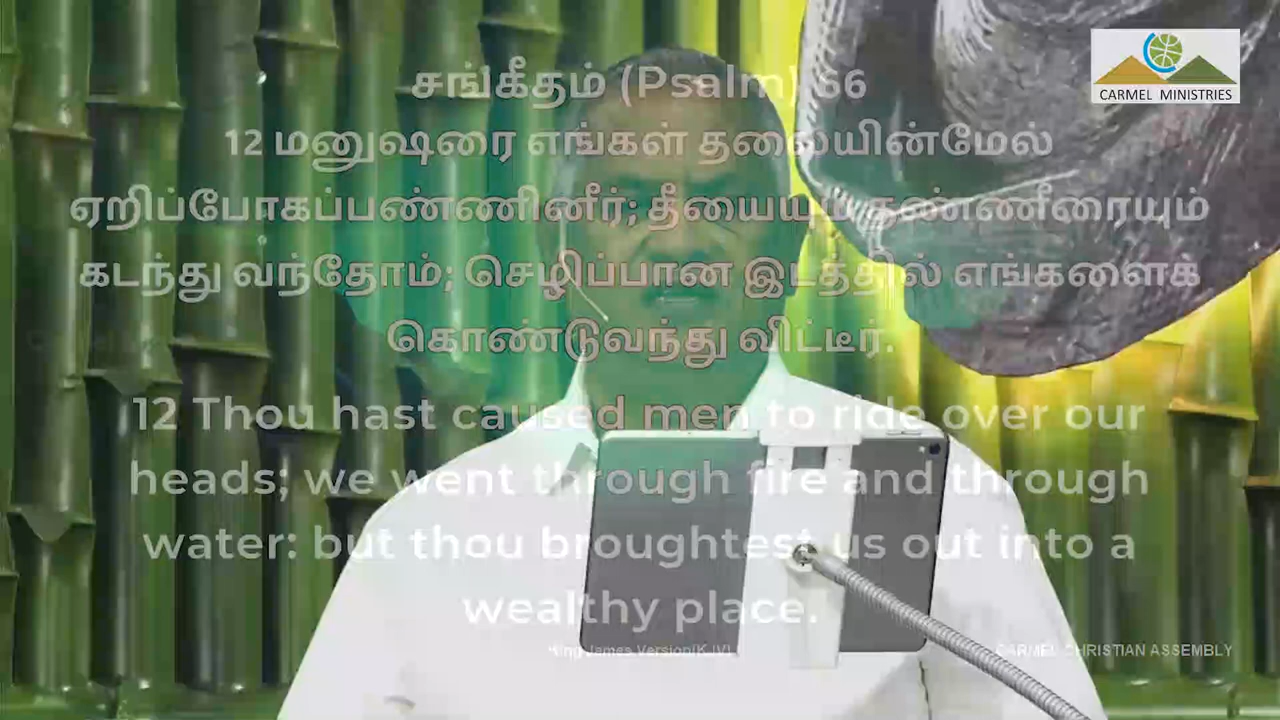 CARMEL MINISTRIES
சங்கீதம் (Psalm) 66
12 மனுஷரை எங்கள் தலையின்மேல்
ஏறிப்போகப்பண்ணினீர்; தீயையும் தண்ணீரையும்
கடந்து வந்தோம்; செழிப்பான இடத்தில் எங்களைக்
கொண்டுவந்து விட்டீர்.
12 Thou hast caused men to ride over our
heads; we went through fire and through
water: but thou broughtest us out into a
wealthy place.
King James Version(KJV)
CARMEL CHRISTIAN ASSEMBLY